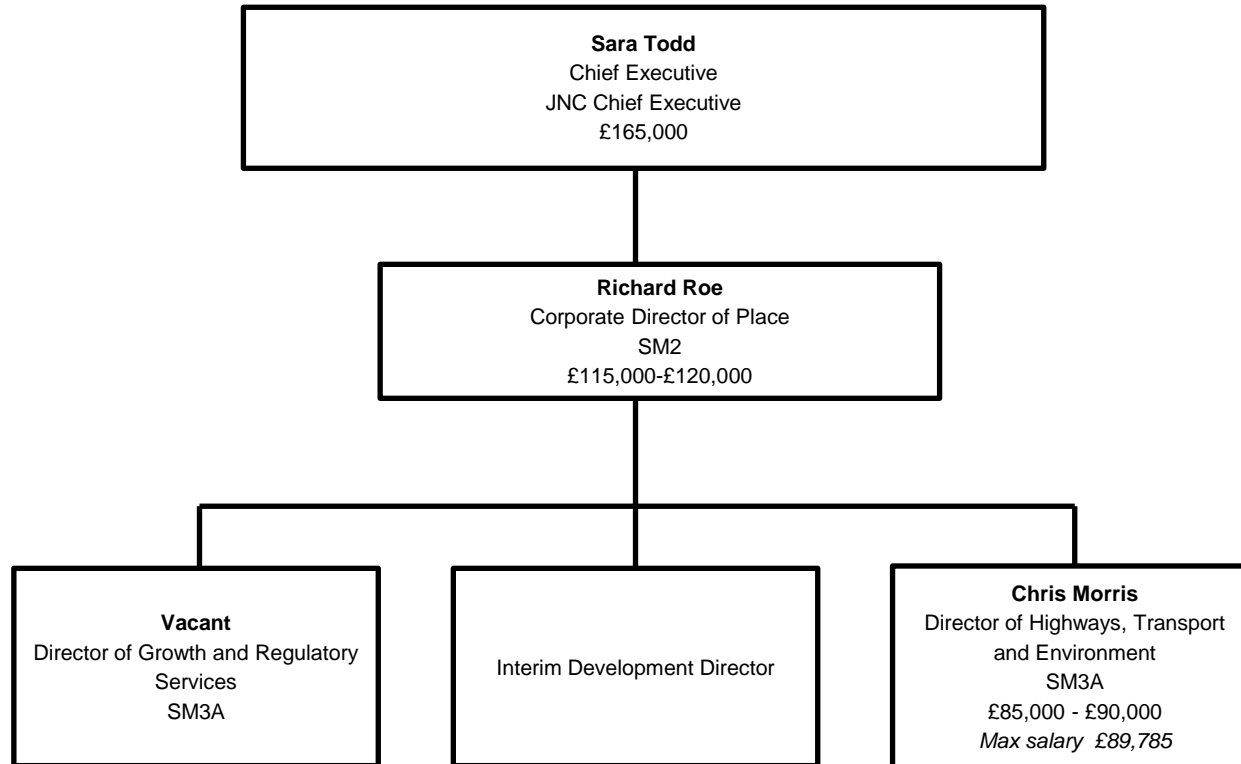 Sara Todd
Chief Executive
JNC Chief Executive
£165,000
Richard Roe
Corporate Director of Place
SM2
£115,000-£120,000
Vacant
Director of Growth and Regulatory
Services
SM3A
Interim Development Director
Chris Morris
Director of Highways, Transport
and Environment
SM3A
£85,000 - £90,000
Max salary £89,785